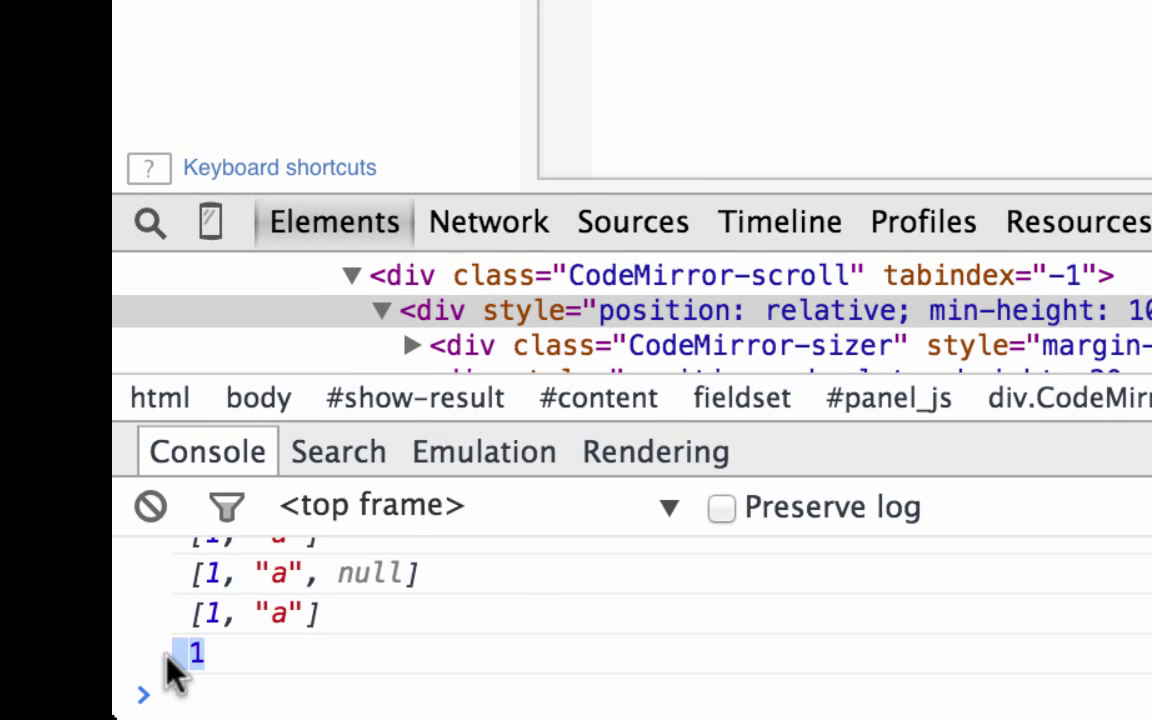 ? Keyboard shortcuts
Elements Network Sources Timeline Profiles Resources
<div class="CodeMirror-scroll" tabindex="-1">
<div style="position: relative; min-height: 10
<div class="CodeMirror-sizer" style="margin-
html body #show-result #content fieldset #panel_js div.CodeMirr
Console Search Emulation Rendering
<top frame> Preserve log
[1, "a"]
[1, "a", null]
[1, "a"]
1
>